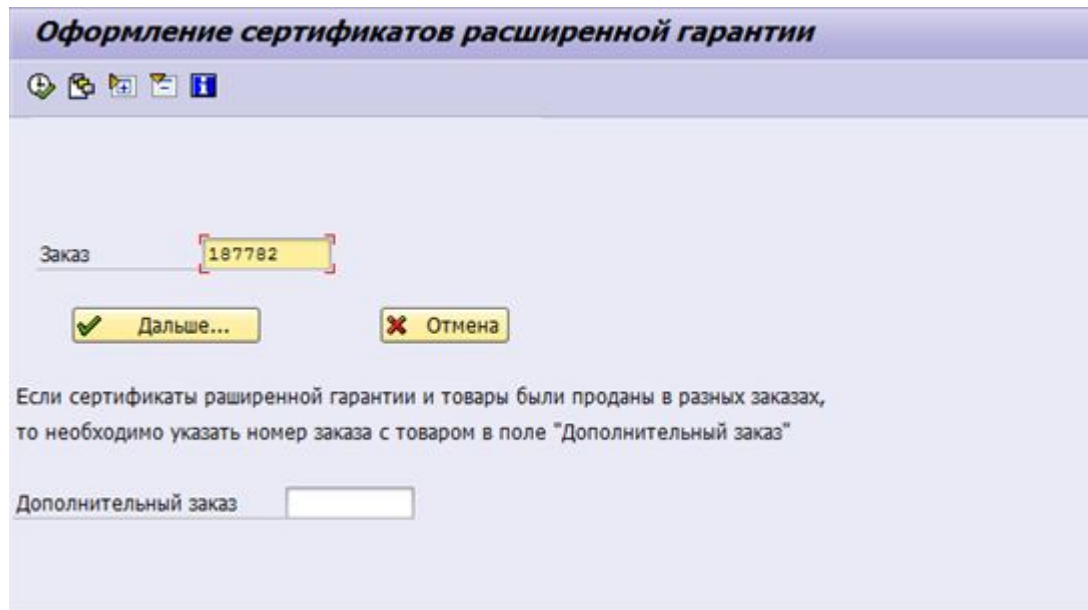 Оформление сертификатов расширенной гарантии
Заказ 187782
Дальше... Отмена
Если сертификаты раширенной гарантии и товары были проданы в разных заказах,
то необходимо указать номер заказа с товаром в поле "Дополнительный заказ"
Дополнительный заказ